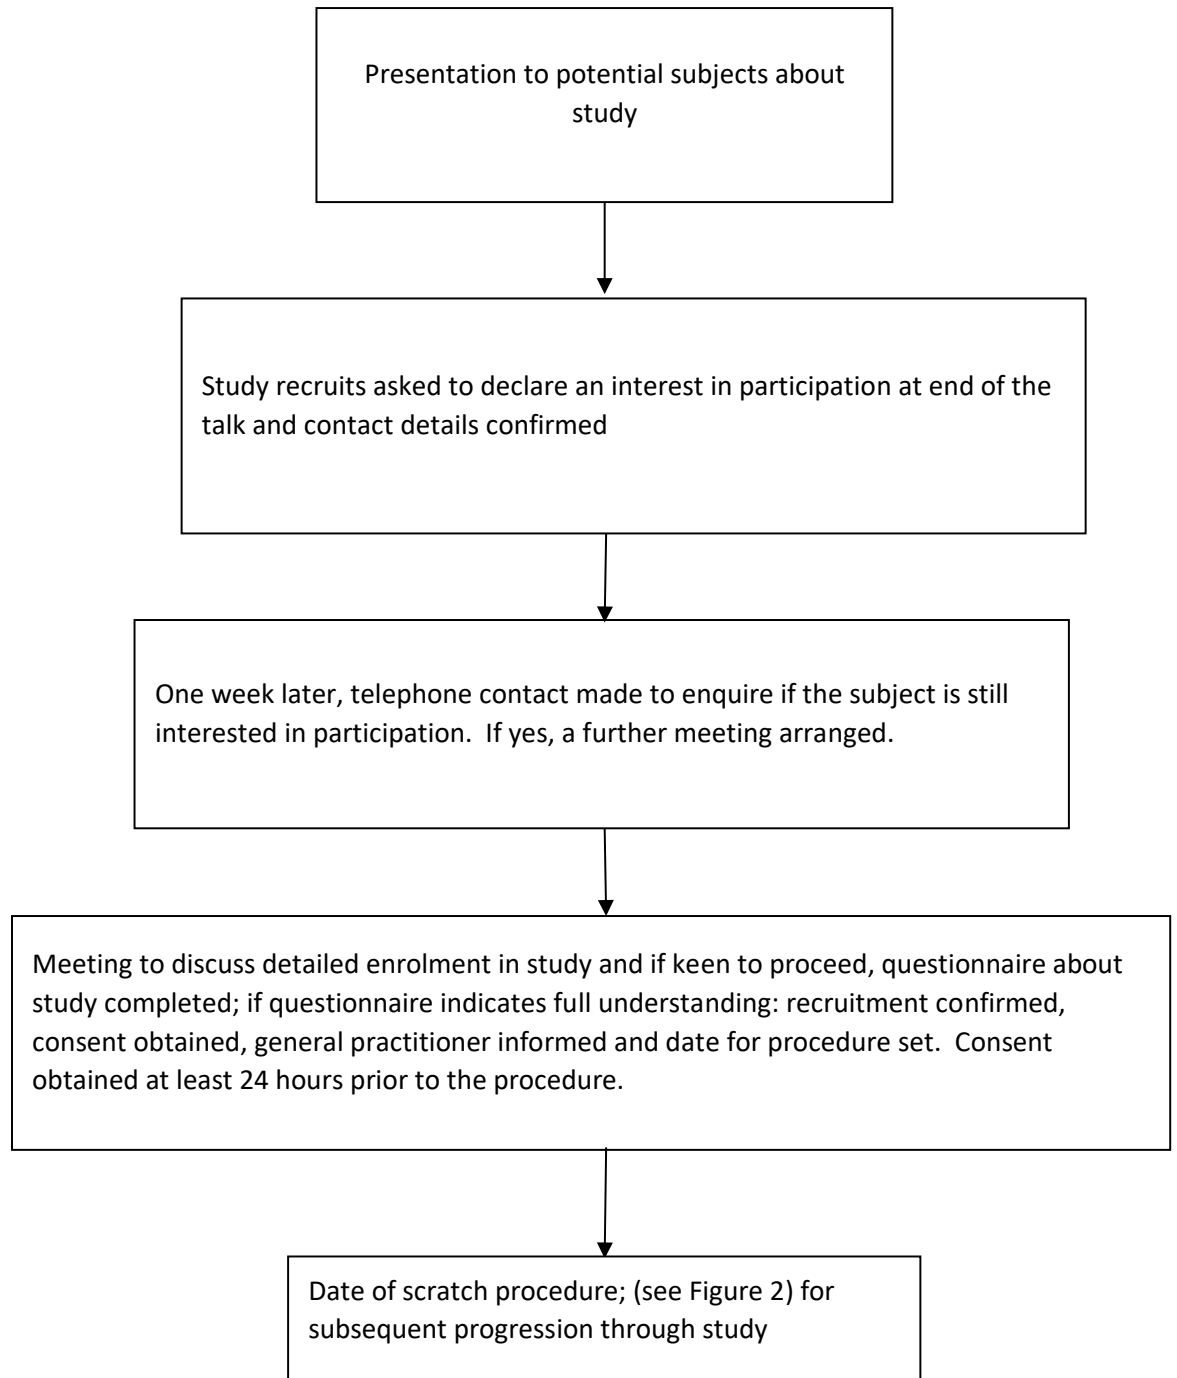 Presentation to potential subjects about
study
Study recruits asked to declare an interest in participation at end of the
talk and contact details confirmed
One week later, telephone contact made to enquire if the subject is still
interested in participation.  If yes, a further meeting arranged.
Meeting to discuss detailed enrolment in study and if keen to proceed, questionnaire about
study completed; if questionnaire indicates full understanding: recruitment confirmed,
consent obtained, general practitioner informed and date for procedure set.  Consent
obtained at least 24 hours prior to the procedure.
Date of scratch procedure; (see Figure 2) for
subsequent progression through study